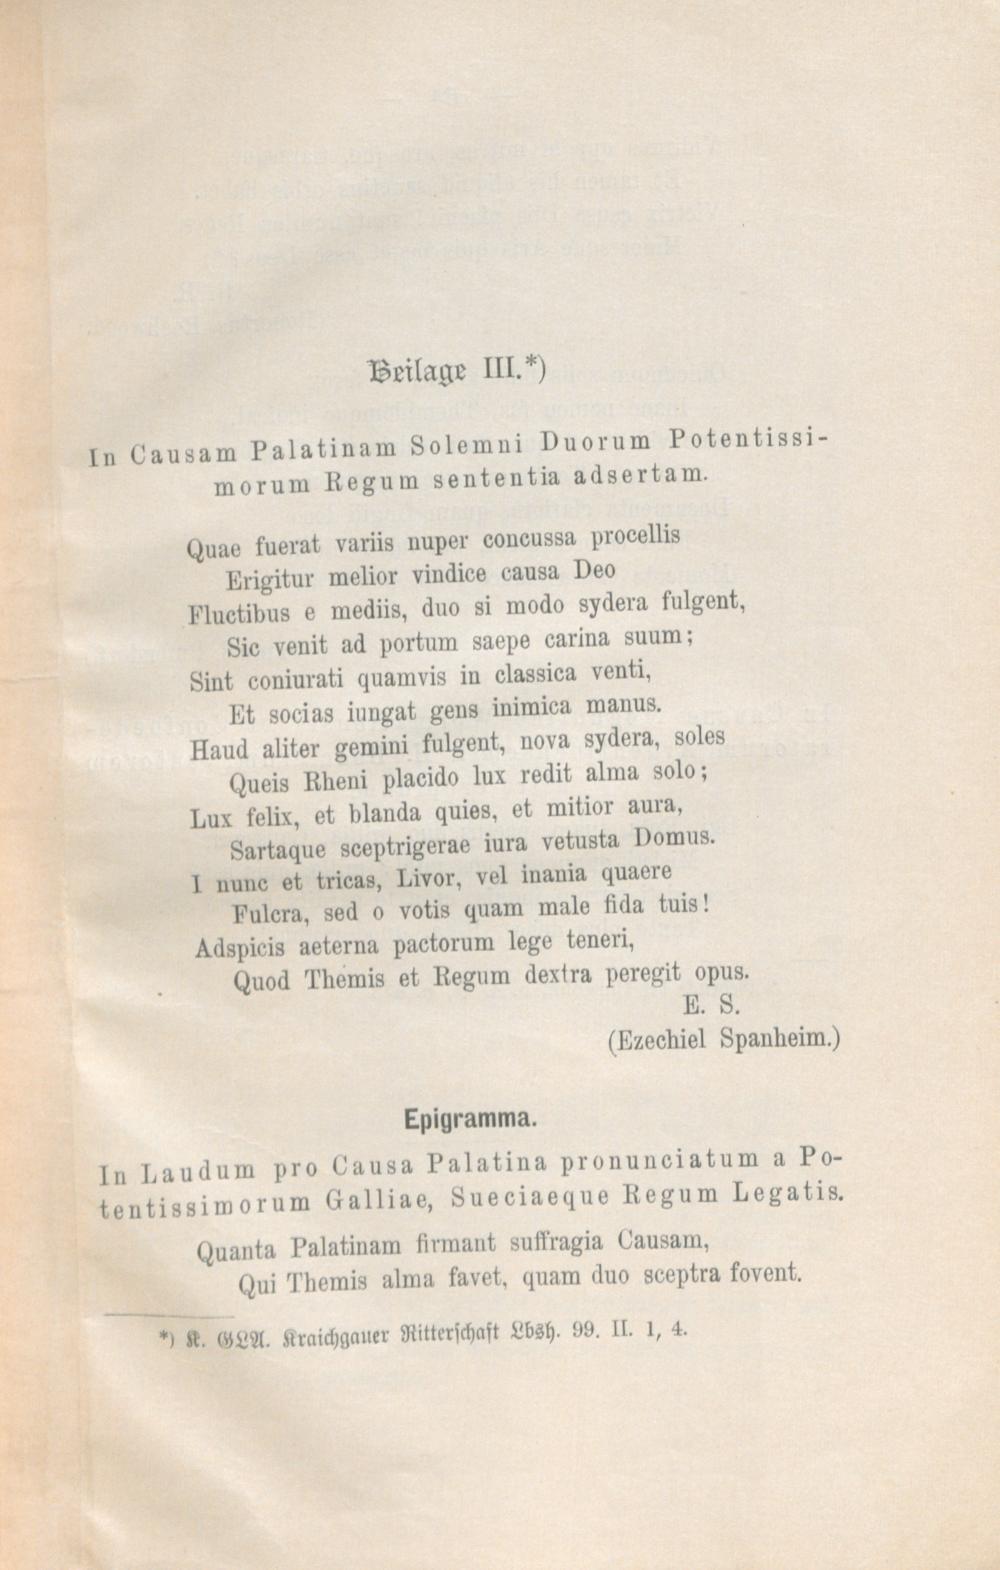 Beilage III.*)
In Causam Palatinam Solemni Duorum Potentissi-
morum Regum sententia adsertam.
Quae fuerat variis nuper concussa procellis
Erigitur melior vindice causa Deo
Fluctibus e mediis, duo si modo sydera fulgent,
Sic venit ad portum saepe carina suum;
Sint coniurati quamvis in classica venti,
Et socias iungat gens inimica manus.
Haud aliter gemini fulgent, nova sydera, soles
Queis Rheni placido lux redit alma solo;
Lux felix, et blanda quies, et mitior aura,
Sartaque sceptrigerae iura vetusta Domus.
I nunc et tricas, Livor, vel inania quaere
Fulcra, sed o votis quam male fida tuis!
Adspicis aeterna pactorum lege teneri,
Quod Themis et Regum dextra peregit opus.
E. S.
(Ezechiel Spanheim.)
Epigramma.
In Laudum pro Causa Palatina pronunciatum a Po-
tentissimorum Galliae, Sueciaeque Regum Legatis.
Quanta Palatinam firmant suffragia Causam,
Qui Themis alma favet, quam duo sceptra fovent.
*) K. GLA. Kraichgauer Ritterschaft Lbsh. 99. II. 1, 4.